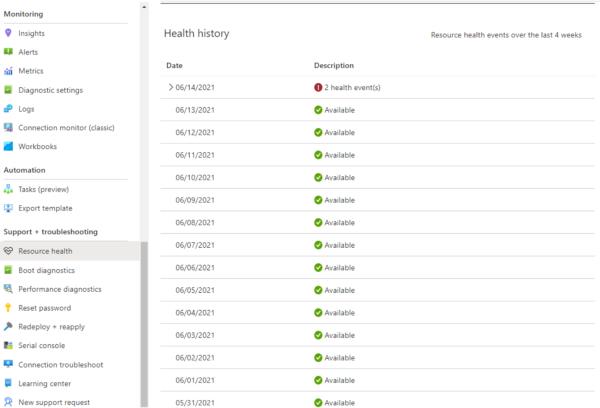 Monitoring
Insights
Alerts
Metrics
Diagnostic settings
Logs
Connection monitor (classic)
Workbooks
Automation
Tasks (preview)
Export template
Support + troubleshooting
Resource health
Boot diagnostics
Performance diagnostics
Reset password
Redeploy + reapply
Serial console
Connection troubleshoot
Learning center
New support request
Health history
Resource health events over the last 4 weeks
Date Description
06/14/2021 2 health event(s)
06/13/2021 Available
06/12/2021 Available
06/11/2021 Available
06/10/2021 Available
06/09/2021 Available
06/08/2021 Available
06/07/2021 Available
06/06/2021 Available
06/05/2021 Available
06/04/2021 Available
06/03/2021 Available
06/02/2021 Available
06/01/2021 Available
05/31/2021 Available